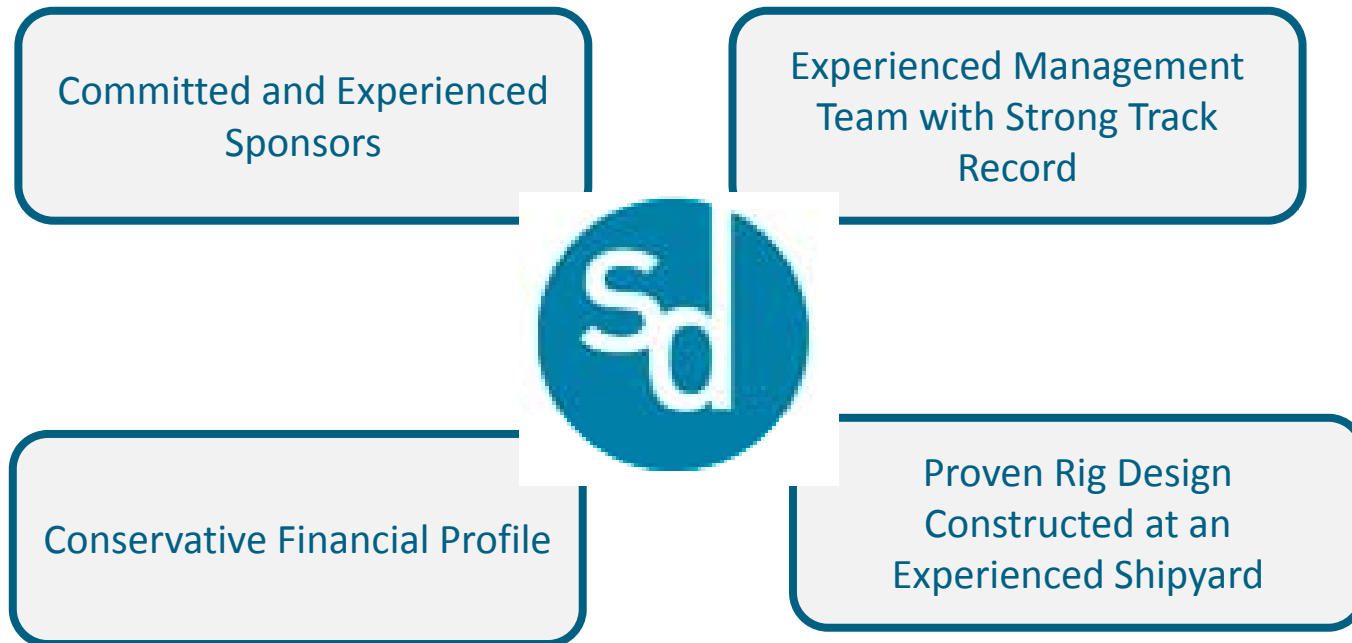 Committed and Experienced
Sponsors
Experienced Management
Team with Strong Track
Record
sd
Conservative Financial Profile
Proven Rig Design
Constructed at an
Experienced Shipyard